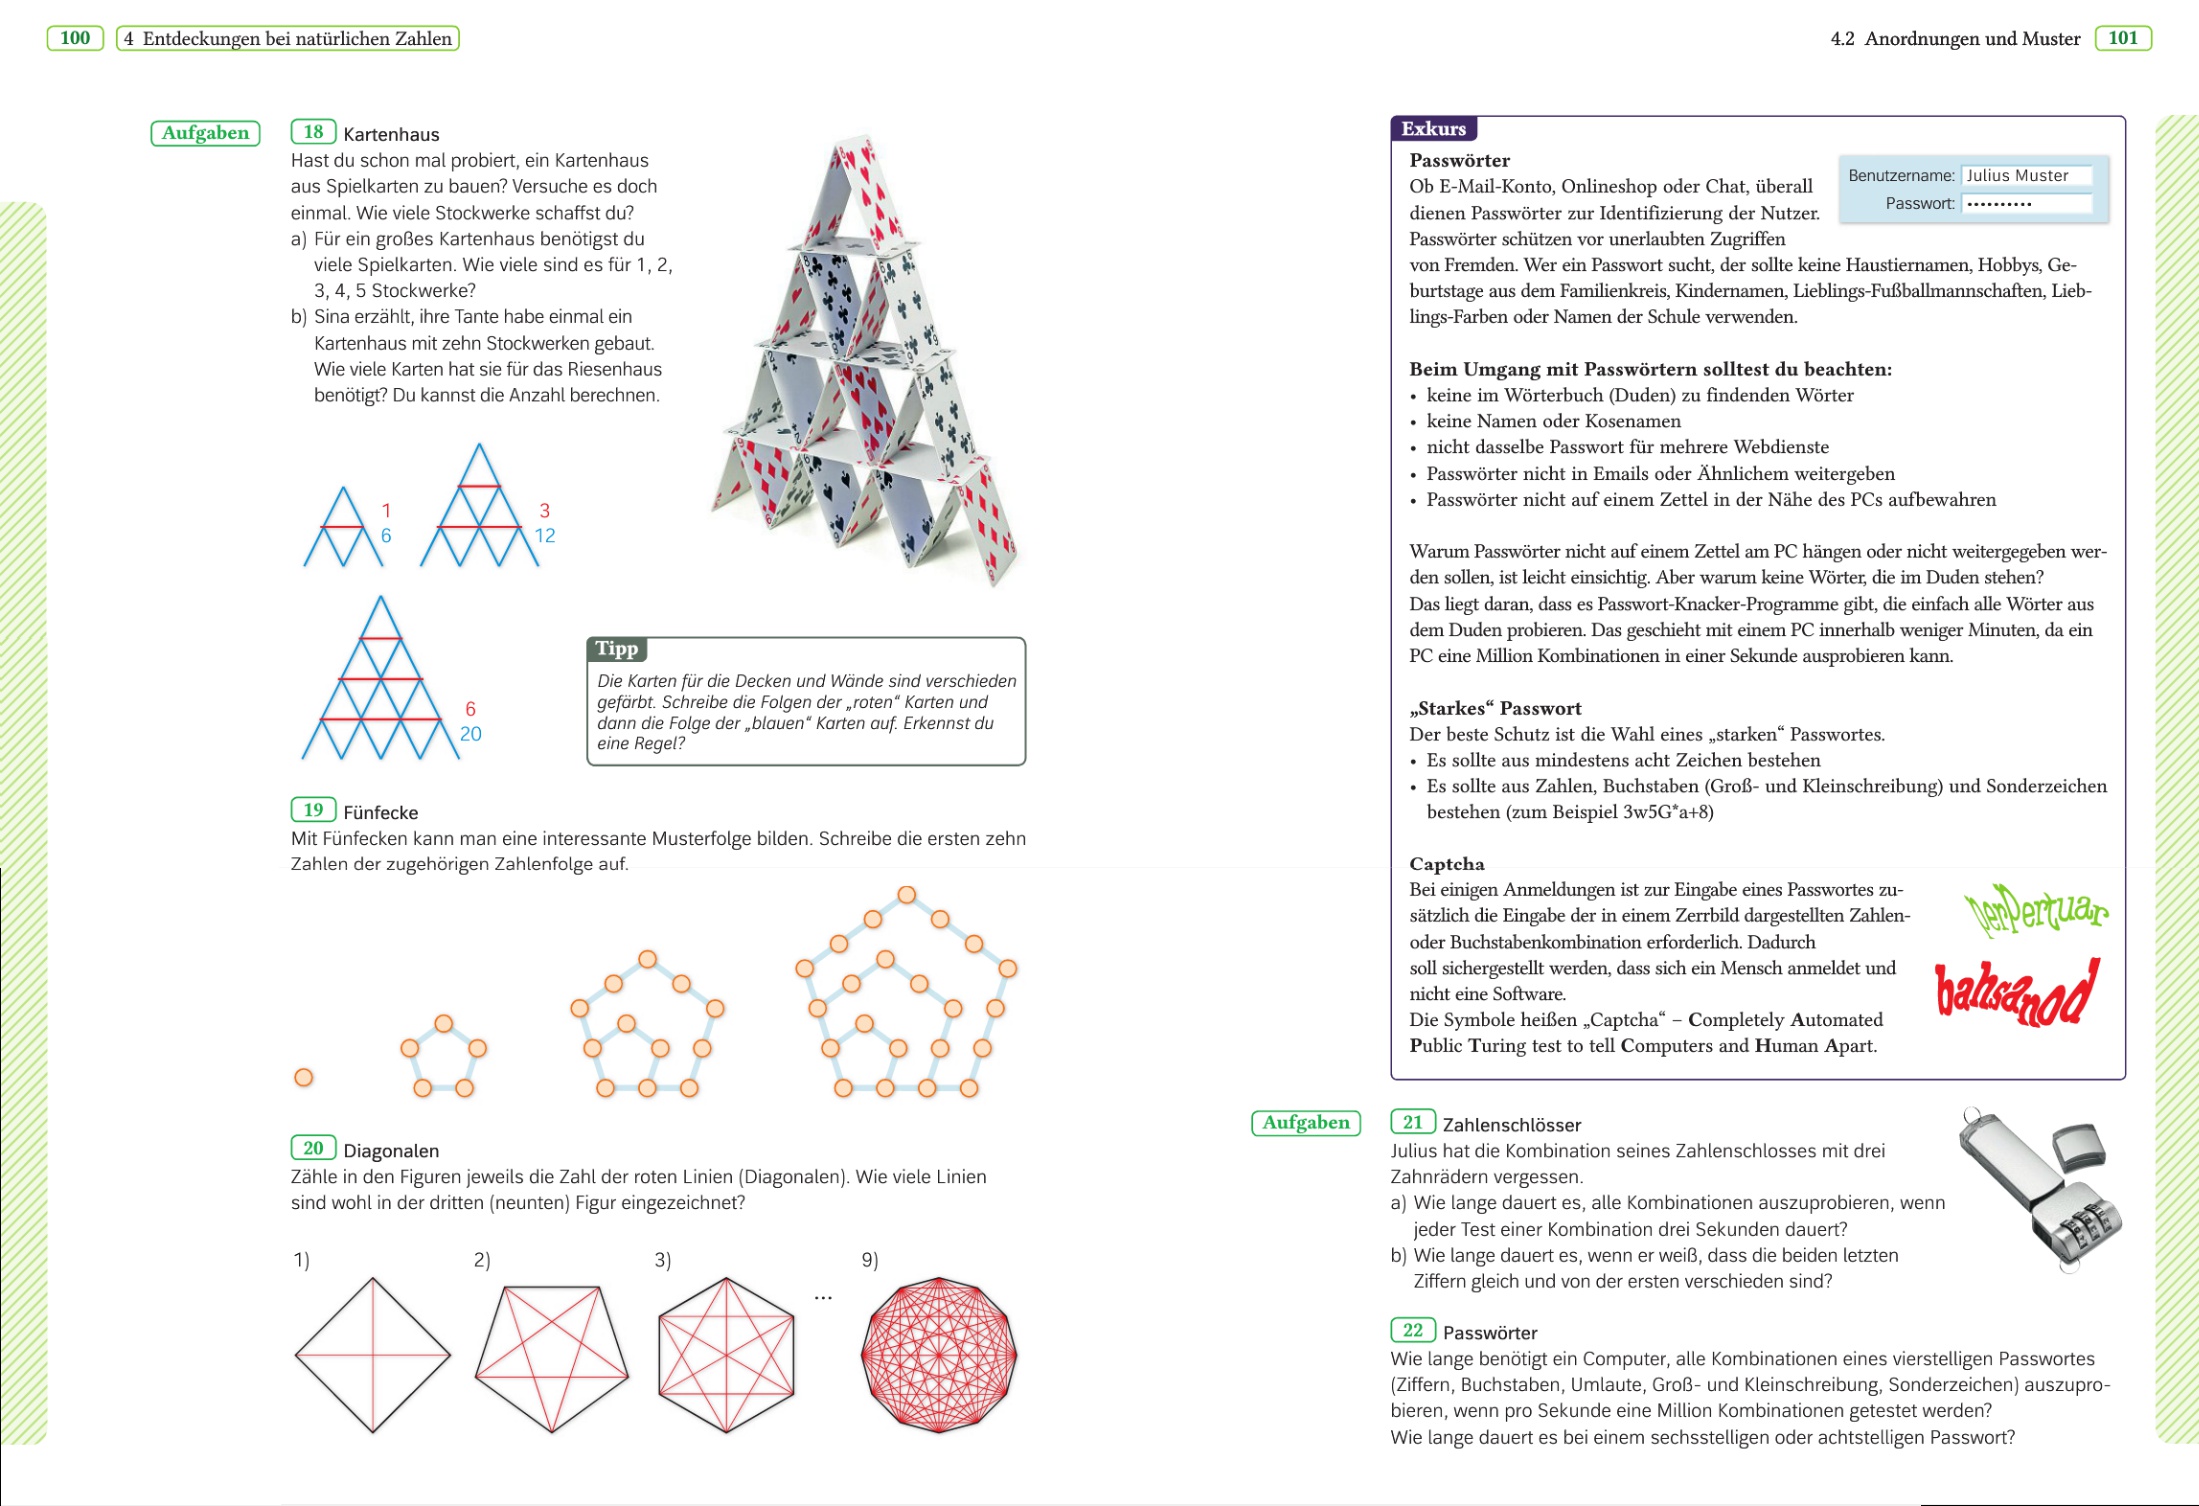 100 4 Entdeckungen bei natürlichen Zahlen
Aufgaben
18 Kartenhaus
Hast du schon mal probiert, ein Kartenhaus
aus Spielkarten zu bauen? Versuche es doch
einmal. Wie viele Stockwerke schaffst du?
a) Für ein großes Kartenhaus benötigst du
viele Spielkarten. Wie viele sind es für 1, 2,
3, 4, 5 Stockwerke?
b) Sina erzählt, ihre Tante habe einmal ein
Kartenhaus mit zehn Stockwerken gebaut.
Wie viele Karten hat sie für das Riesenhaus
benötigt? Du kannst die Anzahl berechnen.
1
6
3
12
6
20
Tipp
Die Karten für die Decken und Wände sind verschieden
gefärbt. Schreibe die Folgen der „roten“ Karten und
dann die Folge der „blauen“ Karten auf. Erkennst du
eine Regel?
19 Fünfecke
Mit Fünfecken kann man eine interessante Musterfolge bilden. Schreibe die ersten zehn
Zahlen der zugehörigen Zahlenfolge auf.
20 Diagonalen
Zähle in den Figuren jeweils die Zahl der roten Linien (Diagonalen). Wie viele Linien
sind wohl in der dritten (neunten) Figur eingezeichnet?
1) 2) 3) ... 9)
4.2 Anordnungen und Muster 101
Exkurs
Passwörter
Ob E-Mail-Konto, Onlineshop oder Chat, überall
dienen Passwörter zur Identifizierung der Nutzer.
Passwörter schützen vor unerlaubten Zugriffen
von Fremden. Wer ein Passwort sucht, der sollte keine Haustiernamen, Hobbys, Ge-
burtstage aus dem Familienkreis, Kindernamen, Lieblings-Fußballmannschaften, Lieb-
lings-Farben oder Namen der Schule verwenden.
Benutzername: Julius Muster
Passwort: ••••••••••
Beim Umgang mit Passwörtern solltest du beachten:
• keine im Wörterbuch (Duden) zu findenden Wörter
• keine Namen oder Kosenamen
• nicht dasselbe Passwort für mehrere Webdienste
• Passwörter nicht in Emails oder Ähnlichem weitergeben
• Passwörter nicht auf einem Zettel in der Nähe des PCs aufbewahren
Warum Passwörter nicht auf einem Zettel am PC hängen oder nicht weitergegeben wer-
den sollen, ist leicht einsichtig. Aber warum keine Wörter, die im Duden stehen?
Das liegt daran, dass es Passwort-Knacker-Programme gibt, die einfach alle Wörter aus
dem Duden probieren. Das geschieht mit einem PC innerhalb weniger Minuten, da ein
PC eine Million Kombinationen in einer Sekunde ausprobieren kann.
„Starkes“ Passwort
Der beste Schutz ist die Wahl eines „starken“ Passwortes.
• Es sollte aus mindestens acht Zeichen bestehen
• Es sollte aus Zahlen, Buchstaben (Groß- und Kleinschreibung) und Sonderzeichen
bestehen (zum Beispiel 3w5G*a+8)
Captcha
Bei einigen Anmeldungen ist zur Eingabe eines Passwortes zu-
sätzlich die Eingabe der in einem Zerrbild dargestellten Zahlen-
oder Buchstabenkombination erforderlich. Dadurch
soll sichergestellt werden, dass sich ein Mensch anmeldet und
nicht eine Software.
Die Symbole heißen „Captcha“ – Completely Automated
Public Turing test to tell Computers and Human Apart.
perpertuar
bahsanod
Aufgaben
21 Zahlenschlösser
Julius hat die Kombination seines Zahlenschlosses mit drei
Zahnrädern vergessen.
a) Wie lange dauert es, alle Kombinationen auszuprobieren, wenn
jeder Test einer Kombination drei Sekunden dauert?
b) Wie lange dauert es, wenn er weiß, dass die beiden letzten
Ziffern gleich und von der ersten verschieden sind?
22 Passwörter
Wie lange benötigt ein Computer, alle Kombinationen eines vierstelligen Passwortes
(Ziffern, Buchstaben, Umlaute, Groß- und Kleinschreibung, Sonderzeichen) auszupro-
bieren, wenn pro Sekunde eine Million Kombinationen getestet werden?
Wie lange dauert es bei einem sechsstelligen oder achtstelligen Passwort?